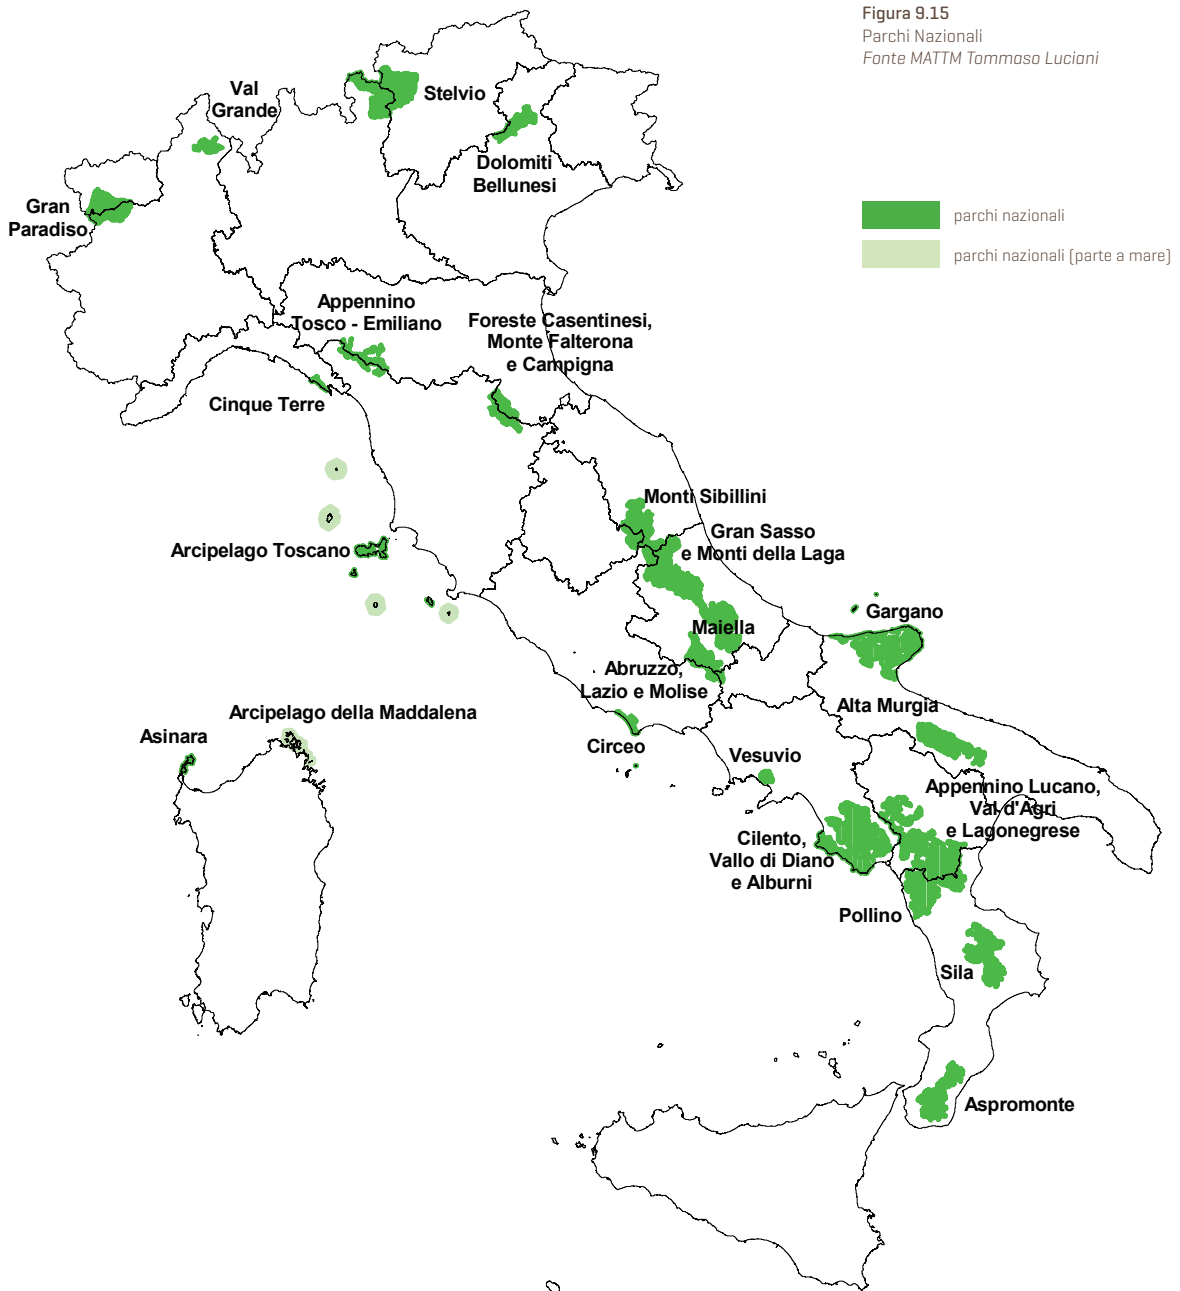 Figura 9.15
Parchi Nazionali
Fonte MATTM Tommaso Luciani
parchi nazionali
parchi nazionali (parte a mare)
Val
Grande
Stelvio
Dolomiti
Bellunesi
Gran
Paradiso
Appennino
Tosco - Emiliano
Foreste Casentinesi,
Monte Falterona
e Campigna
Cinque Terre
Monti Sibillini
Gran Sasso
e Monti della Laga
Arcipelago Toscano
Gargano
Maiella
Abruzzo,
Lazio e Molise
Alta Murgia
Arcipelago della Maddalena
Asinara
Circeo
Vesuvio
Appennino Lucano,
Val d'Agri
e Lagonegrese
Cilento,
Vallo di Diano
e Alburni
Pollino
Sila
Aspromonte